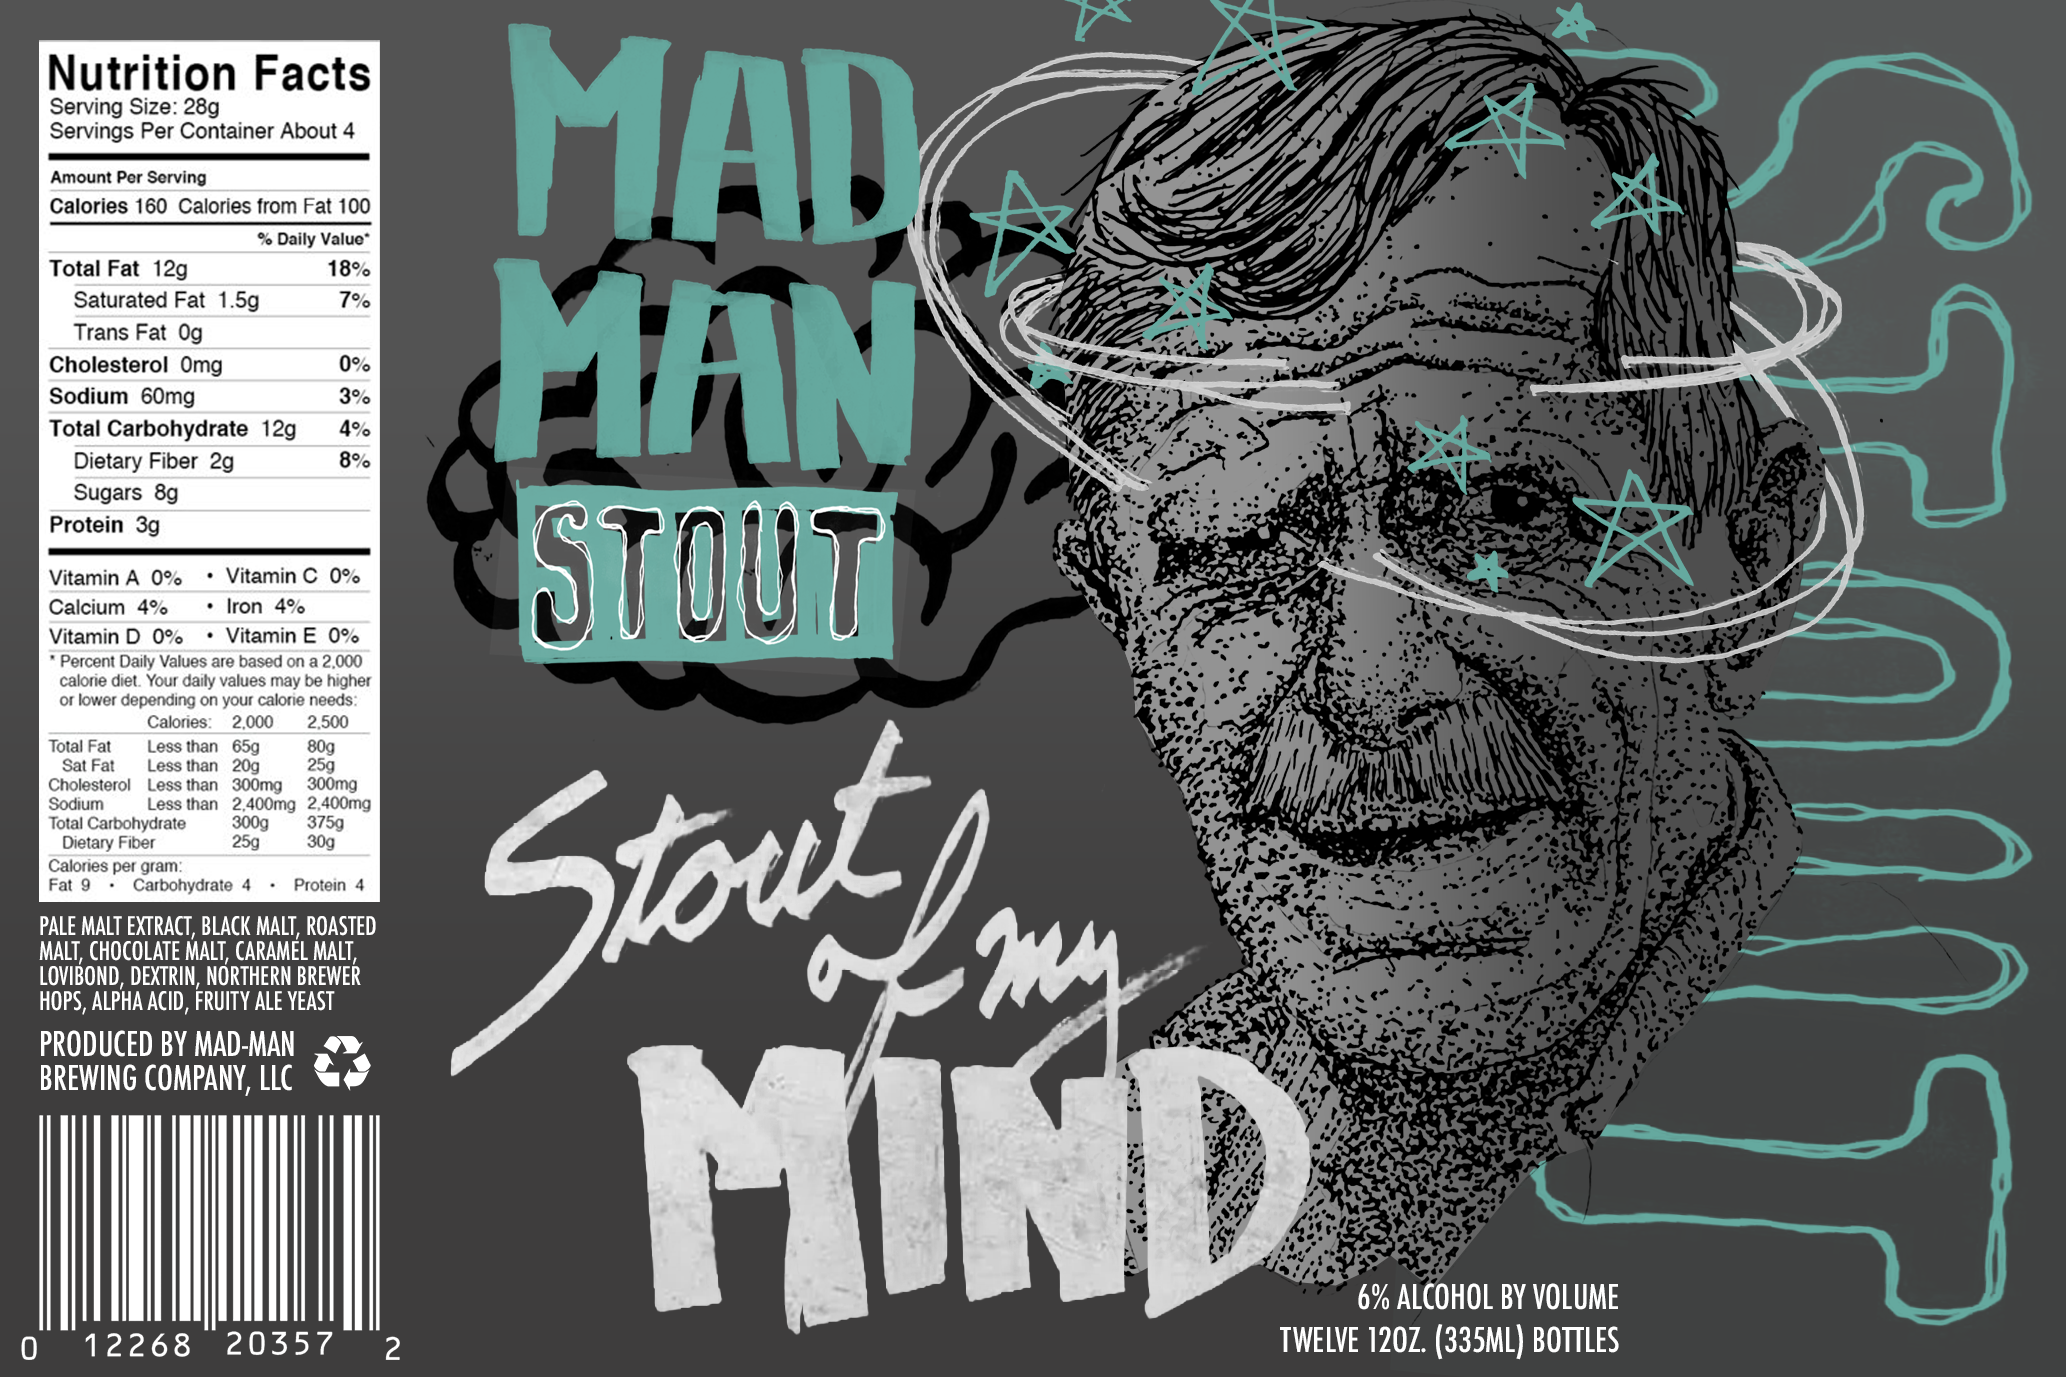 Nutrition Facts
Serving Size: 28g
Servings Per Container About 4
Amount Per Serving
Calories 160 Calories from Fat 100
% Daily Value*
Total Fat 12g 18%
Saturated Fat 1.5g 7%
Trans Fat 0g
Cholesterol 0mg 0%
Sodium 60mg 3%
Total Carbohydrate 12g 4%
Dietary Fiber 2g 8%
Sugars 8g
Protein 3g
Vitamin A 0% • Vitamin C 0%
Calcium 4% • Iron 4%
Vitamin D 0% • Vitamin E 0%
* Percent Daily Values are based on a 2,000
calorie diet. Your daily values may be higher
or lower depending on your calorie needs:
Calories: 2,000 2,500
Total Fat Less than 65g 80g
Sat Fat Less than 20g 25g
Cholesterol Less than 300mg 300mg
Sodium Less than 2,400mg 2,400mg
Total Carbohydrate 300g 375g
Dietary Fiber 25g 30g
Calories per gram:
Fat 9 • Carbohydrate 4 • Protein 4
PALE MALT EXTRACT, BLACK MALT, ROASTED
MALT, CHOCOLATE MALT, CARAMEL MALT,
LOVIBOND, DEXTRIN, NORTHERN BREWER
HOPS, ALPHA ACID, FRUITY ALE YEAST
PRODUCED BY MAD-MAN
BREWING COMPANY, LLC
0 12268 20357 2
MAD
MAN
STOUT
Stout
of my
MIND
STOUT
6% ALCOHOL BY VOLUME
TWELVE 12OZ. (335ML) BOTTLES